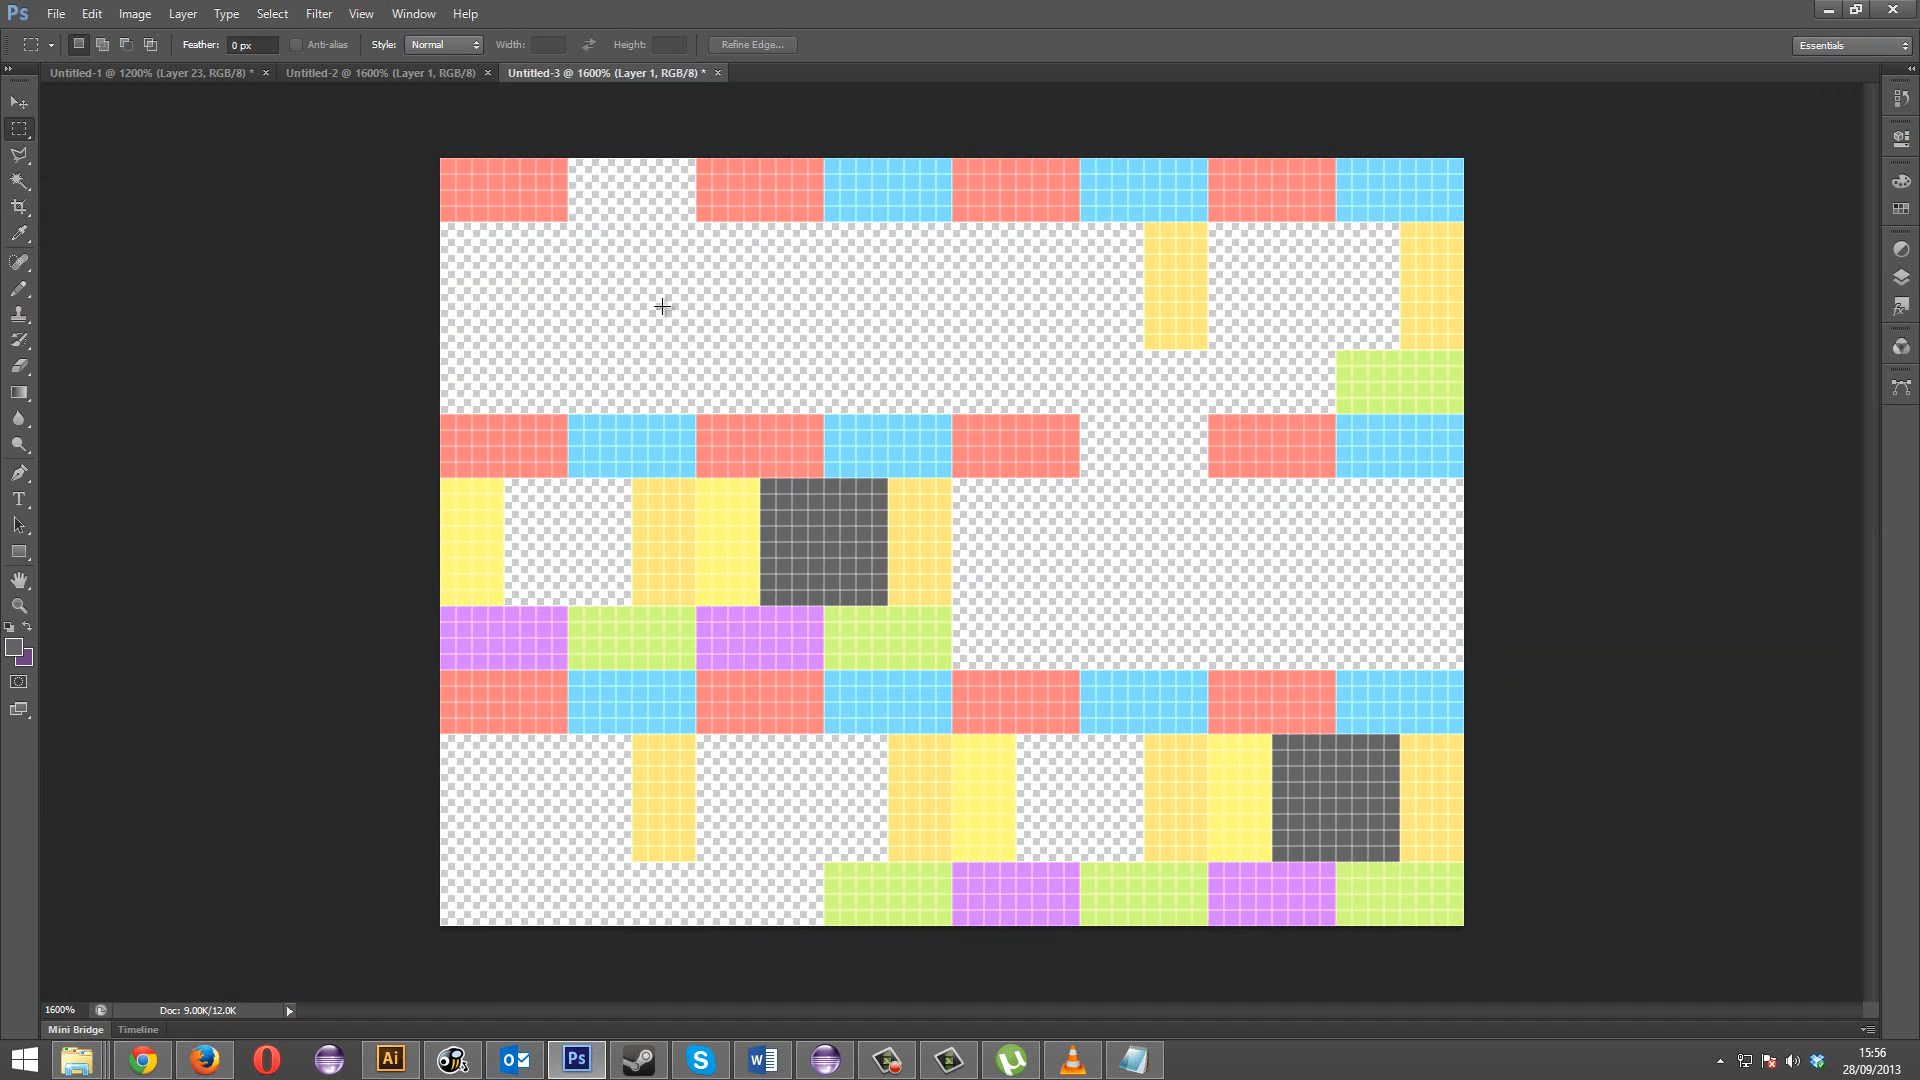 Ps File Edit Image Layer Type Select Filter View Window Help
Feather: 0 px Anti-alias Style: Normal Width: Height: Refine Edge... Essentials
Untitled-1 @ 1200% (Layer 23, RGB/8) * × Untitled-2 @ 1600% (Layer 1, RGB/8) × Untitled-3 @ 1600% (Layer 1, RGB/8) * ×
T
fx
1600% Doc: 9.00K/12.0K
Mini Bridge Timeline
Ai Ps S W
15:56
28/09/2013